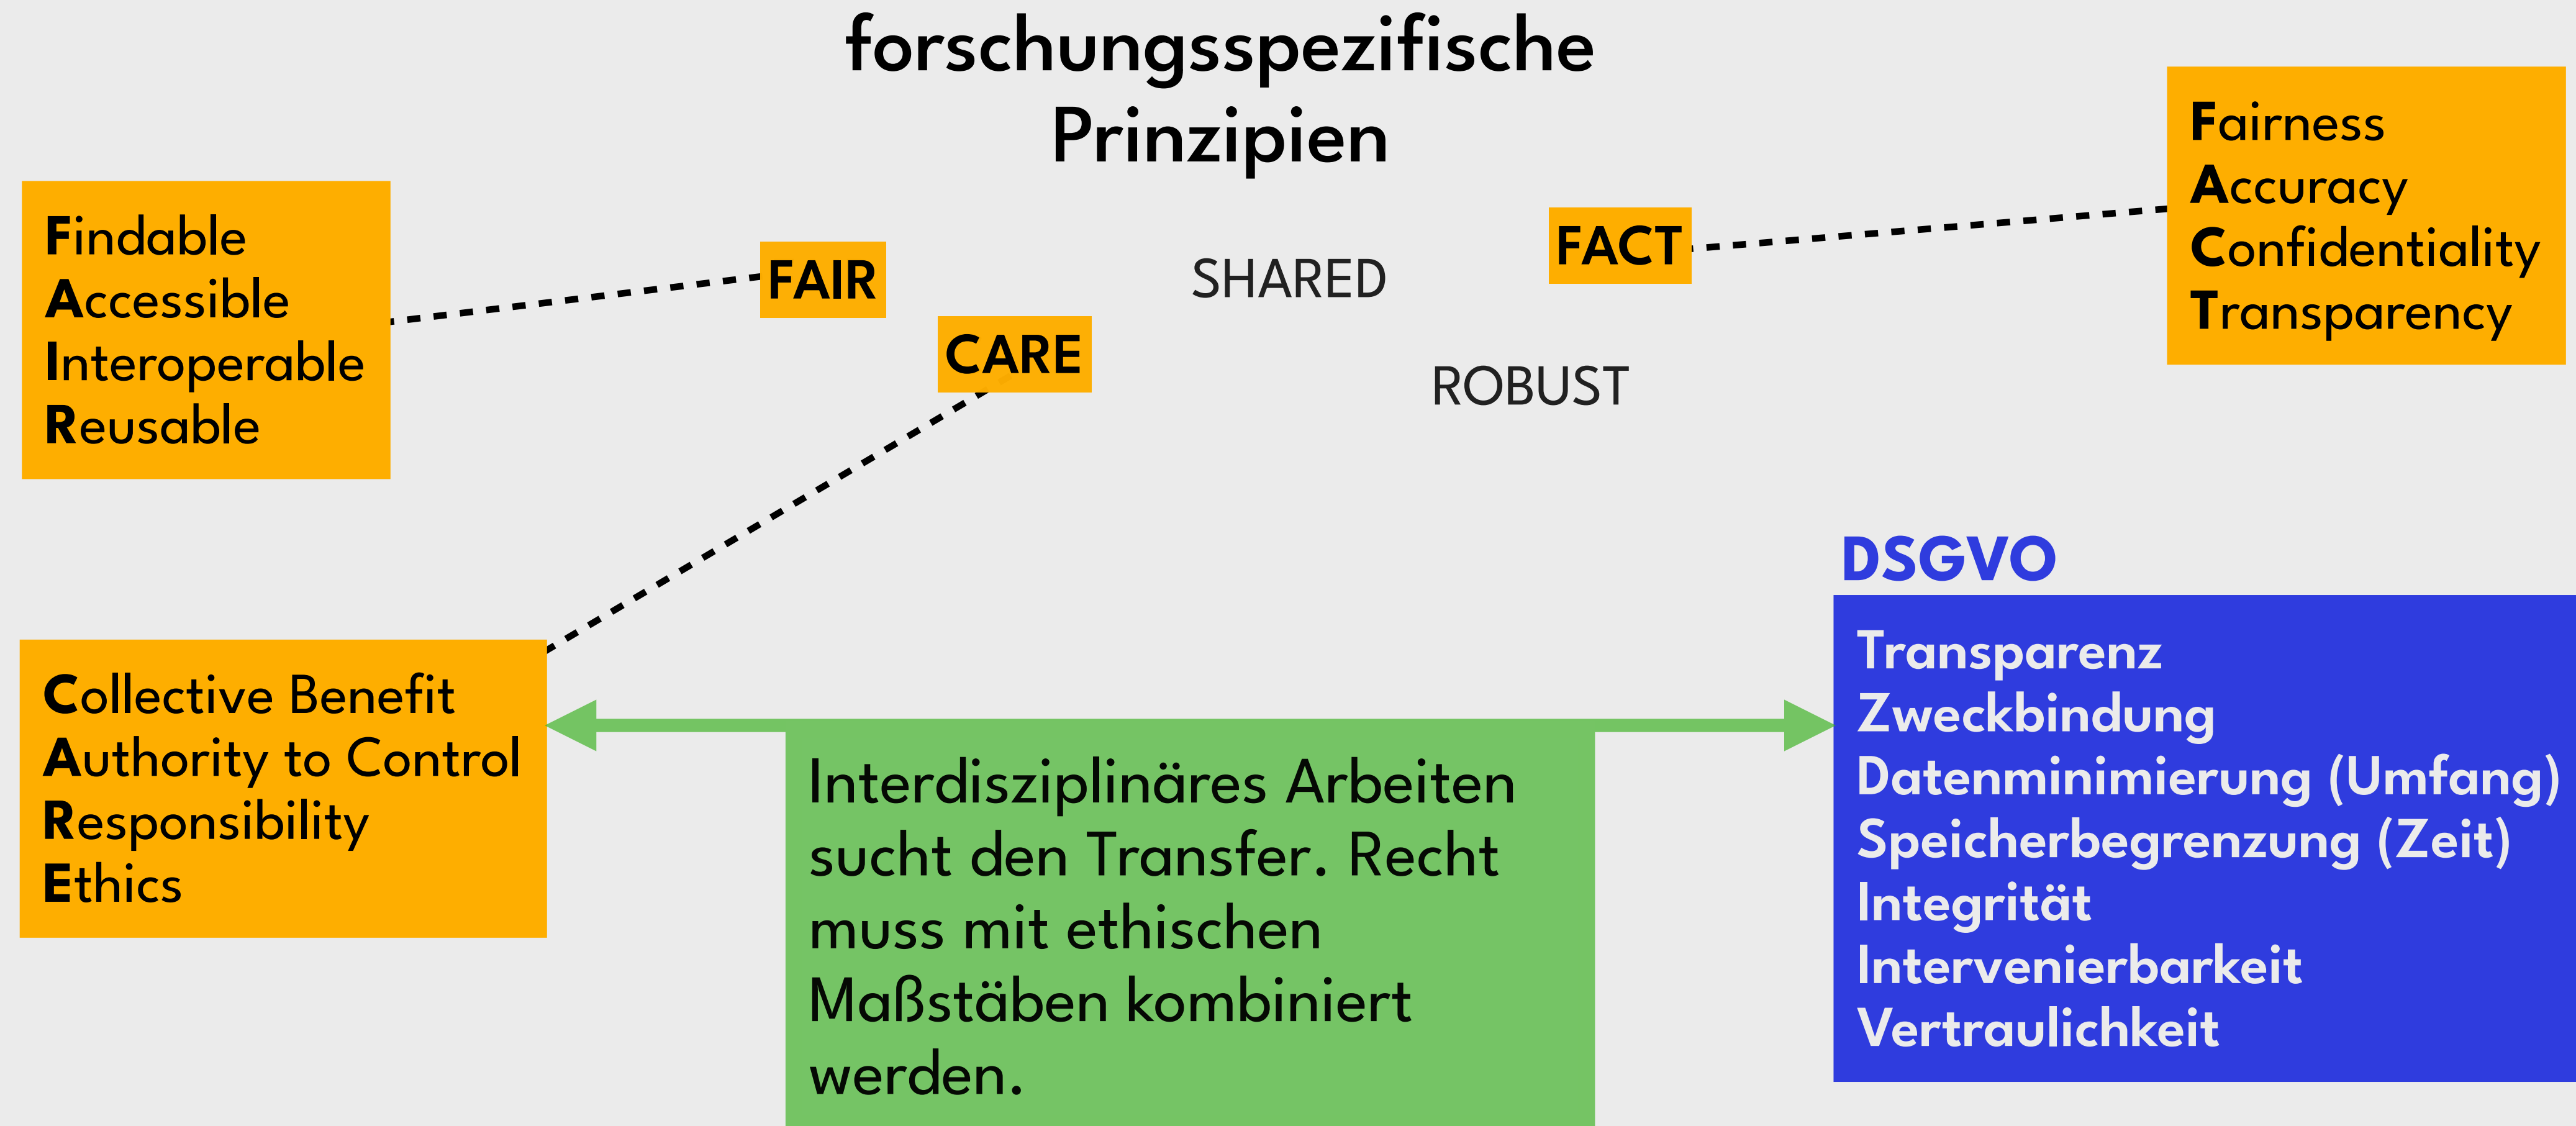 forschungsspezifische
Prinzipien
Findable
Accessible
Interoperable
Reusable
FAIR
CARE
SHARED
ROBUST
FACT
Fairness
Accuracy
Confidentiality
Transparency
Collective Benefit
Authority to Control
Responsibility
Ethics
Interdisziplinäres Arbeiten
sucht den Transfer. Recht
muss mit ethischen
Maßstäben kombiniert
werden.
DSGVO
Transparenz
Zweckbindung
Datenminimierung (Umfang)
Speicherbegrenzung (Zeit)
Integrität
Intervenierbarkeit
Vertraulichkeit